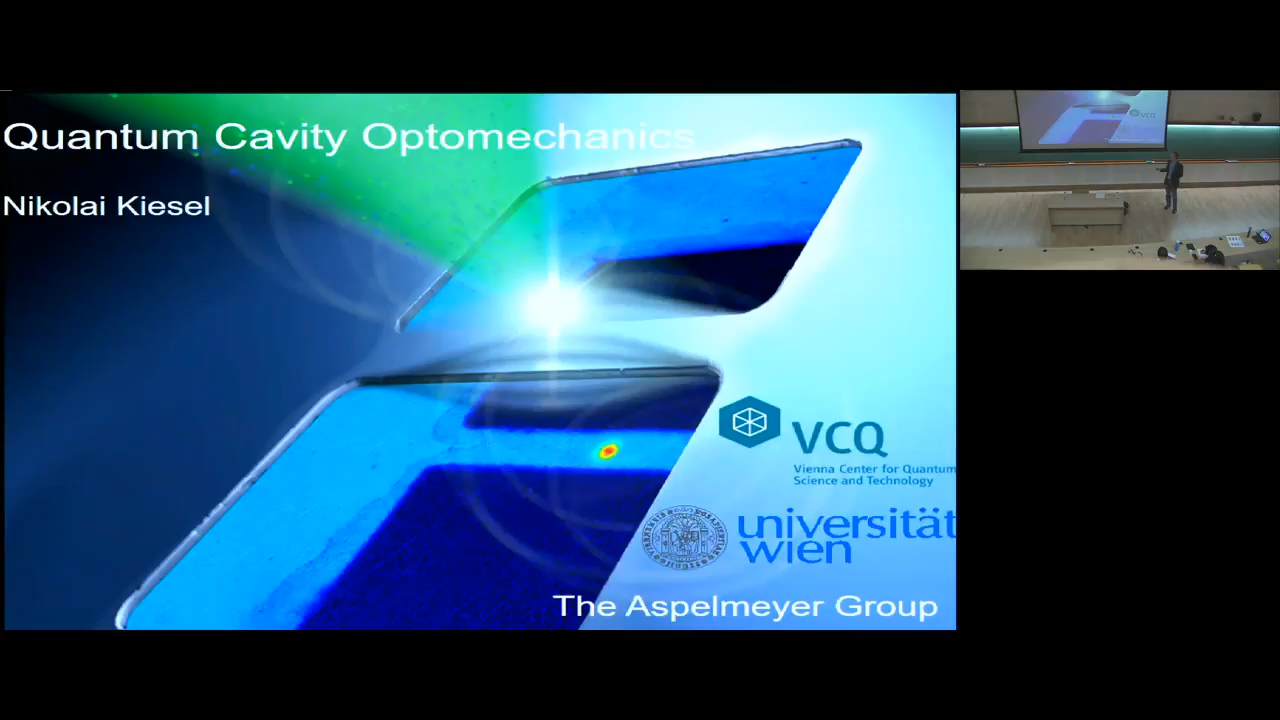 Quantum Cavity Optomechanics
Nikolai Kiesel
VCQ
Vienna Center for Quantum
Science and Technology
universität
wien
The Aspelmeyer Group